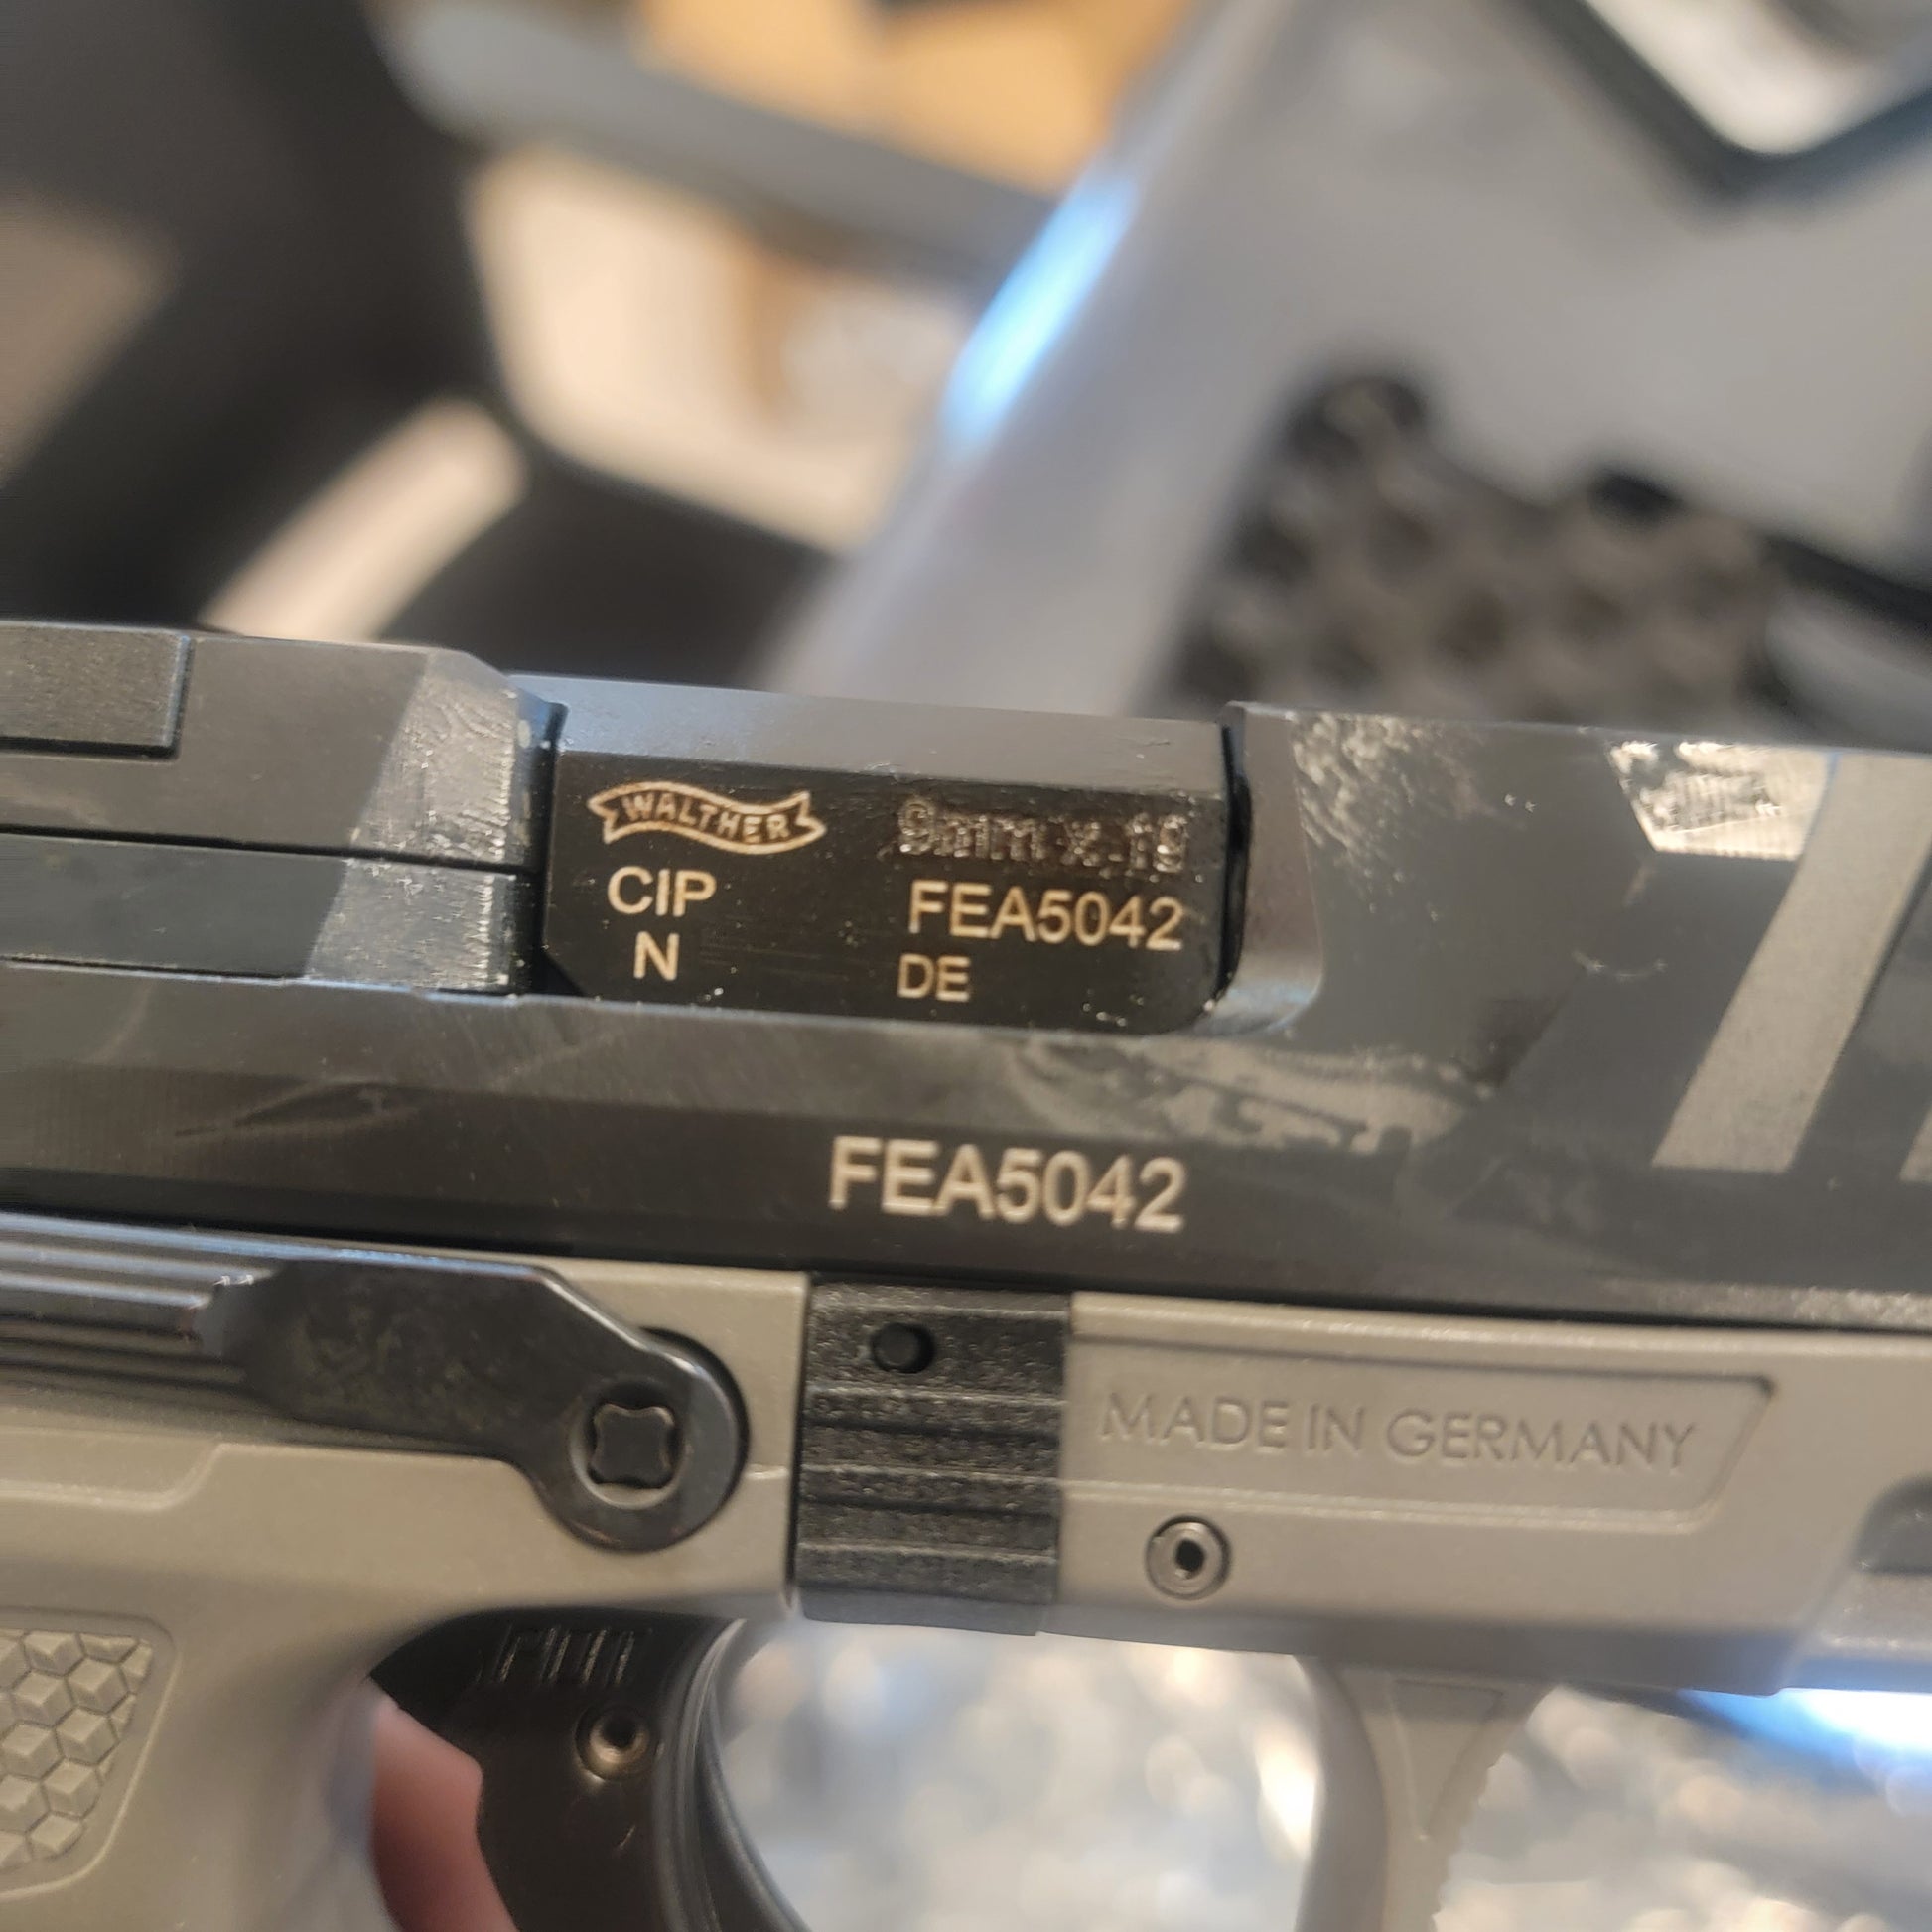 WALTHER
9mm x 19
CIP
FEA5042
N
DE
FEA5042
MADE IN GERMANY